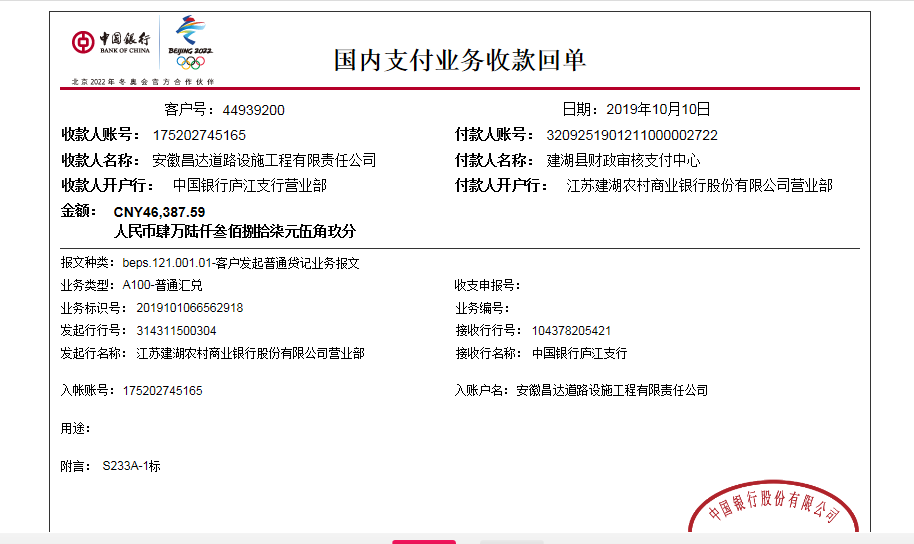 中国银行
BANK OF CHINA
BEIJING 2022
北京2022年冬奥会官方合作伙伴
国内支付业务收款回单
客户号：44939200 日期：2019年10月10日
收款人账号：175202745165 付款人账号：3209251901211000002722
收款人名称：安徽昌达道路设施工程有限责任公司 付款人名称：建湖县财政审核支付中心
收款人开户行：中国银行庐江支行营业部 付款人开户行：江苏建湖农村商业银行股份有限公司营业部
金额：CNY46,387.59
人民币肆万陆仟叁佰捌拾柒元伍角玖分
报文种类：beps.121.001.01-客户发起普通贷记业务报文
业务类型：A100-普通汇兑 收支申报号：
业务标识号：2019101066562918 业务编号：
发起行行号：314311500304 接收行行号：104378205421
发起行名称：江苏建湖农村商业银行股份有限公司营业部 接收行名称：中国银行庐江支行
入帐账号：175202745165 入账户名：安徽昌达道路设施工程有限责任公司
用途：
附言：S233A-1标
中国银行股份有限公司